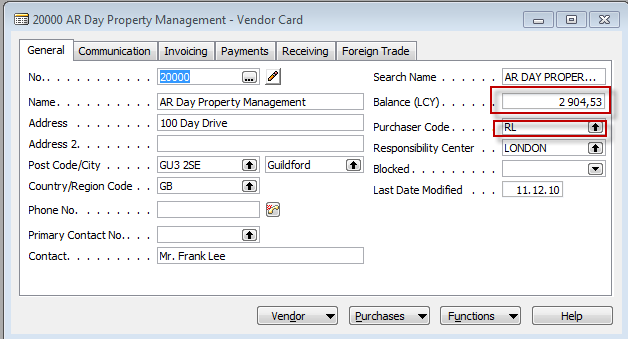 20000 AR Day Property Management - Vendor Card
General Communication Invoicing Payments Receiving Foreign Trade
No. . . . . . . . . . . 20000 ... Search Name . . . . . . AR DAY PROPER...
Name . . . . . . . . . AR Day Property Management Balance (LCY) . . . . . 2 904,53
Address . . . . . . . 100 Day Drive Purchaser Code . . . . RL
Address 2. . . . . . . Responsibility Center . LONDON
Post Code/City . . . . GU3 2SE Guildford Blocked . . . . . . . . .
Country/Region Code . GB Last Date Modified . . . 11.12.10
Phone No. . . . . . . .
Primary Contact No. . . .
Contact. . . . . . . . . Mr. Frank Lee
Vendor Purchases Functions Help